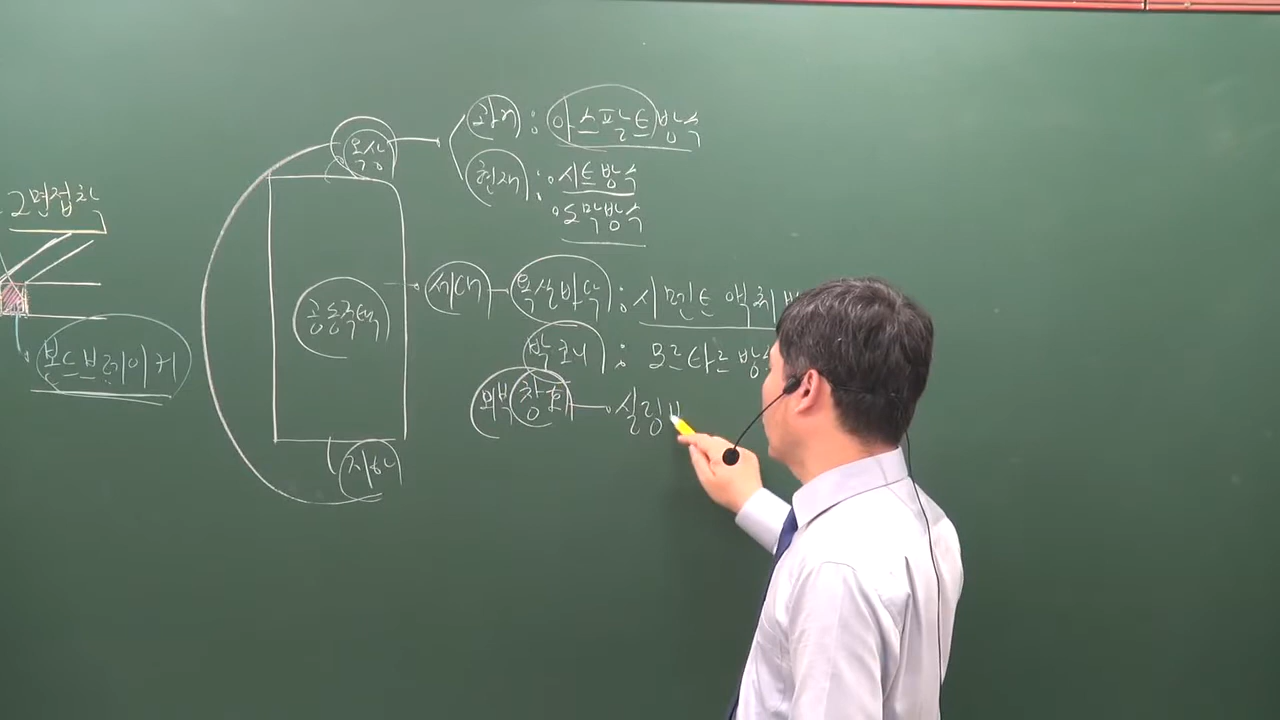 2면접착
본드브레이커
옥상
공동주택
지하
과거 : 아스팔트방수
현재 : 시트방수
도막방수
세대 욕실바닥 : 시멘트 액체
발코니 : 모르타르 방수
외벽창호 실링